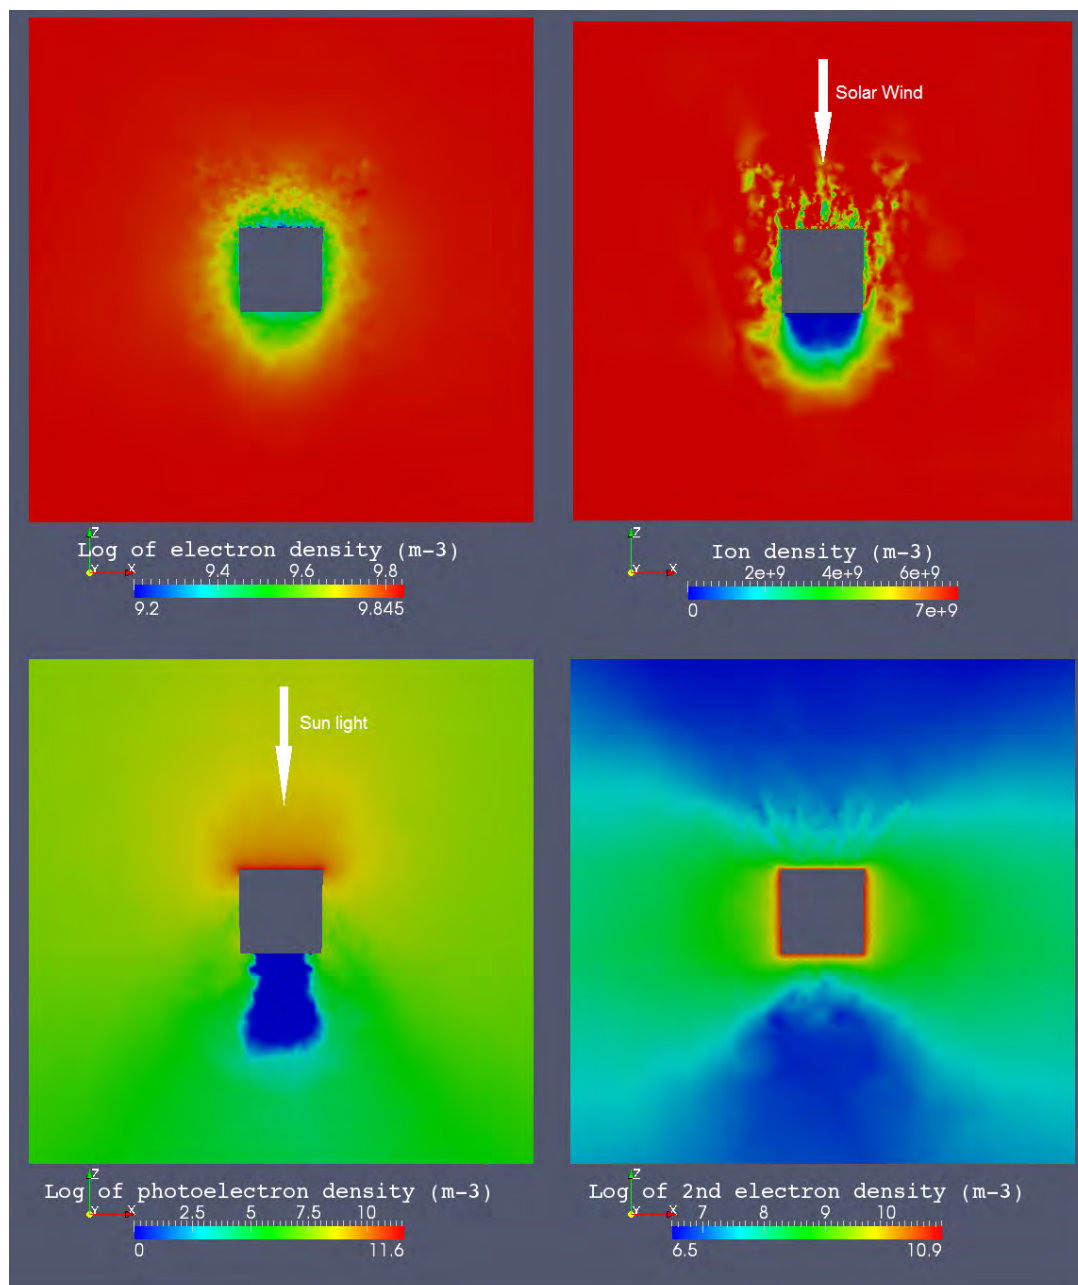 Solar Wind
Z
Y X
Log of electron density (m-3)
9.4 9.6 9.8
9.2 9.845
Z
Y X
Ion density (m-3)
2e+9 4e+9 6e+9
0 7e+9
Sun light
Z
Y X
Log of photoelectron density (m-3)
2.5 5 7.5 10
0 11.6
Z
Y X
Log of 2nd electron density (m-3)
7 8 9 10
6.5 10.9